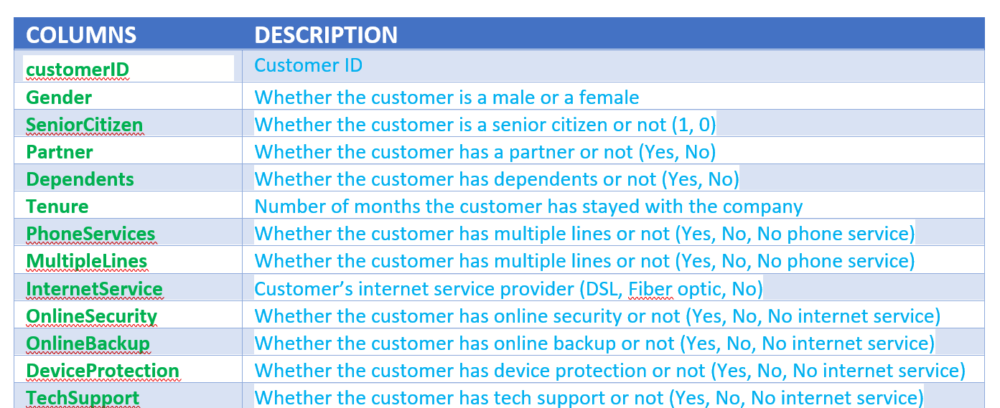 COLUMNS DESCRIPTION
customerID Customer ID
Gender Whether the customer is a male or a female
SeniorCitizen Whether the customer is a senior citizen or not (1, 0)
Partner Whether the customer has a partner or not (Yes, No)
Dependents Whether the customer has dependents or not (Yes, No)
Tenure Number of months the customer has stayed with the company
PhoneServices Whether the customer has multiple lines or not (Yes, No, No phone service)
MultipleLines Whether the customer has multiple lines or not (Yes, No, No phone service)
InternetService Customer’s internet service provider (DSL, Fiber optic, No)
OnlineSecurity Whether the customer has online security or not (Yes, No, No internet service)
OnlineBackup Whether the customer has online backup or not (Yes, No, No internet service)
DeviceProtection Whether the customer has device protection or not (Yes, No, No internet service)
TechSupport Whether the customer has tech support or not (Yes, No, No internet service)